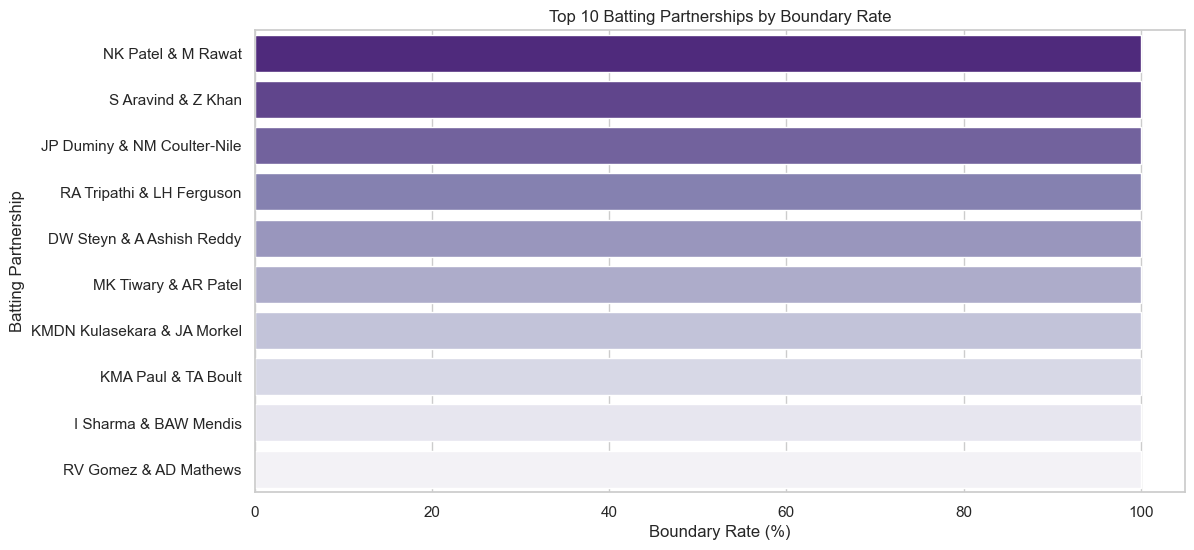 Top 10 Batting Partnerships by Boundary Rate
Batting Partnership
NK Patel & M Rawat
S Aravind & Z Khan
JP Duminy & NM Coulter-Nile
RA Tripathi & LH Ferguson
DW Steyn & A Ashish Reddy
MK Tiwary & AR Patel
KMDN Kulasekara & JA Morkel
KMA Paul & TA Boult
I Sharma & BAW Mendis
RV Gomez & AD Mathews
0 20 40 60 80 100
Boundary Rate (%)